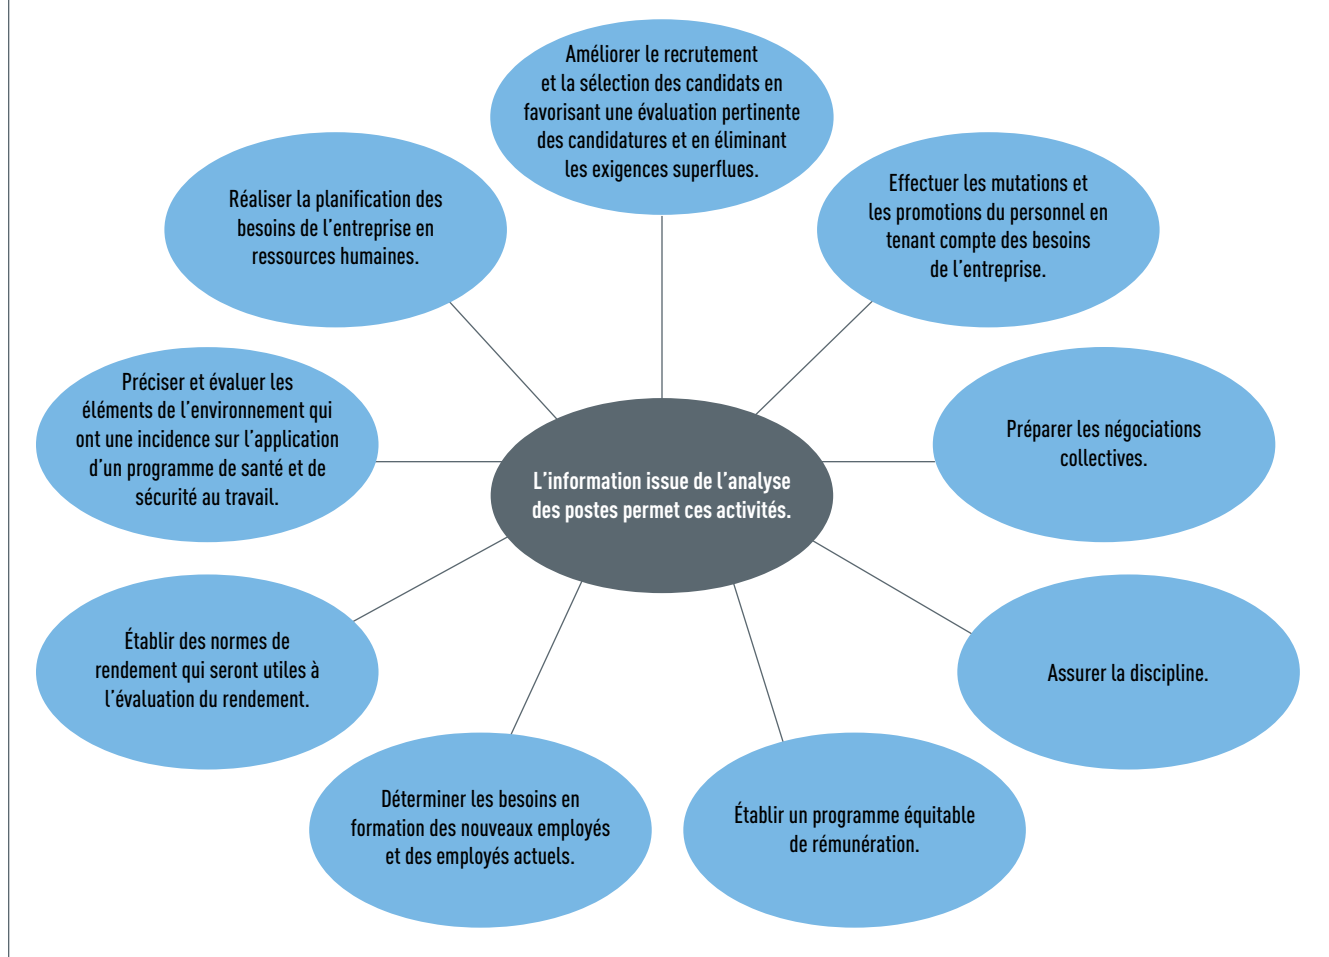 Améliorer le recrutement
et la sélection des candidats en
favorisant une évaluation pertinente
des candidatures et en éliminant
les exigences superflues.
Effectuer les mutations et
les promotions du personnel en
tenant compte des besoins
de l'entreprise.
Préparer les négociations
collectives.
Assurer la discipline.
Établir un programme équitable
de rémunération.
Déterminer les besoins en
formation des nouveaux employés
et des employés actuels.
Établir des normes de
rendement qui seront utiles à
l'évaluation du rendement.
Préciser et évaluer les
éléments de l'environnement qui
ont une incidence sur l'application
d'un programme de santé et de
sécurité au travail.
Réaliser la planification des
besoins de l'entreprise en
ressources humaines.
L'information issue de l'analyse
des postes permet ces activités.